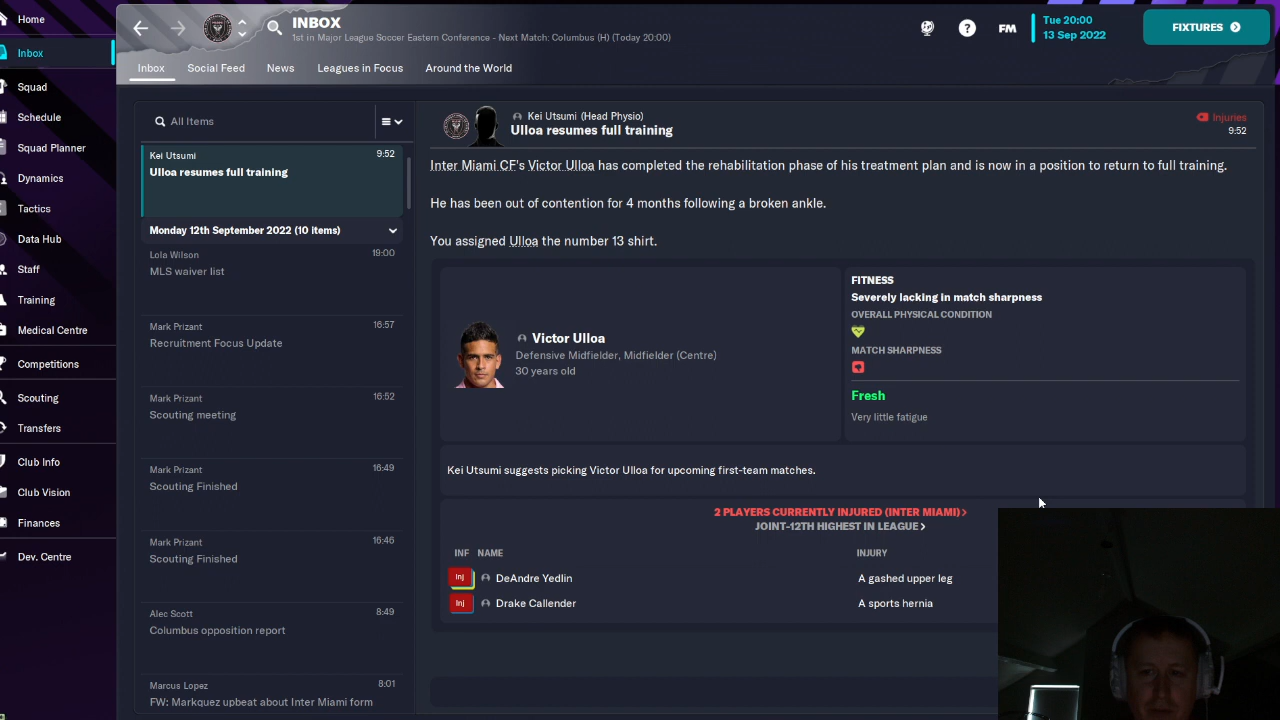 Home
Inbox
Squad
Schedule
Squad Planner
Dynamics
Tactics
Data Hub
Staff
Training
Medical Centre
Competitions
Scouting
Transfers
Club Info
Club Vision
Finances
Dev. Centre
INBOX
1st in Major League Soccer Eastern Conference - Next Match: Columbus (H) (Today 20:00)
FM
Tue 20:00
13 Sep 2022
FIXTURES
Inbox
Social Feed
News
Leagues in Focus
Around the World
All Items
Kei Utsumi 9:52
Ulloa resumes full training
Monday 12th September 2022 (10 items)
Lola Wilson 19:00
MLS waiver list
Mark Prizant 16:57
Recruitment Focus Update
Mark Prizant 16:52
Scouting meeting
Mark Prizant 16:49
Scouting Finished
Mark Prizant 16:46
Scouting Finished
Alec Scott 8:49
Columbus opposition report
Marcus Lopez 8:01
FW: Markquez upbeat about Inter Miami form
Kei Utsumi (Head Physio)
Ulloa resumes full training
Injuries
9:52
Inter Miami CF's Victor Ulloa has completed the rehabilitation phase of his treatment plan and is now in a position to return to full training.
He has been out of contention for 4 months following a broken ankle.
You assigned Ulloa the number 13 shirt.
Victor Ulloa
Defensive Midfielder, Midfielder (Centre)
30 years old
FITNESS
Severely lacking in match sharpness
OVERALL PHYSICAL CONDITION
MATCH SHARPNESS
Fresh
Very little fatigue
Kei Utsumi suggests picking Victor Ulloa for upcoming first-team matches.
2 PLAYERS CURRENTLY INJURED (INTER MIAMI) >
JOINT-12TH HIGHEST IN LEAGUE >
INF NAME INJURY
Inj DeAndre Yedlin A gashed upper leg
Inj Drake Callender A sports hernia